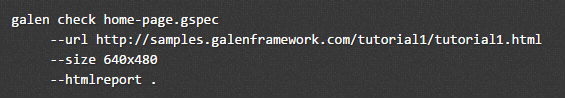 galen check home-page.gspec
--url http://samples.galenframework.com/tutorial1/tutorial1.html
--size 640x480
--htmlreport .